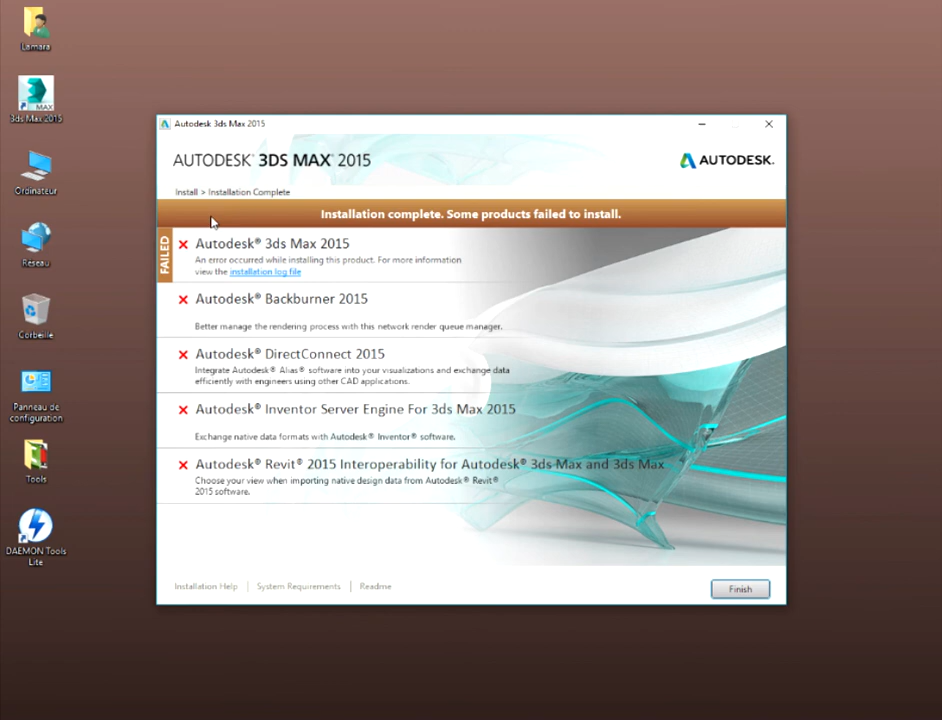 Lamara
3ds Max 2015
Ordinateur
Réseau
Corbeille
Panneau de
configuration
Tools
DAEMON Tools
Lite
Autodesk 3ds Max 2015
AUTODESK® 3DS MAX® 2015
AUTODESK.
Install > Installation Complete
Installation complete. Some products failed to install.
FAILED
Autodesk® 3ds Max 2015
An error occurred while installing this product. For more information
view the installation log file
Autodesk® Backburner 2015
Better manage the rendering process with this network render queue manager.
Autodesk® DirectConnect 2015
Integrate Autodesk® Alias® software into your visualizations and exchange data
efficiently with engineers using other CAD applications.
Autodesk® Inventor Server Engine For 3ds Max 2015
Exchange native data formats with Autodesk® Inventor® software.
Autodesk® Revit® 2015 Interoperability for Autodesk® 3ds Max and 3ds Max
Choose your view when importing native design data from Autodesk® Revit®
2015 software.
Installation Help | System Requirements | Readme
Finish